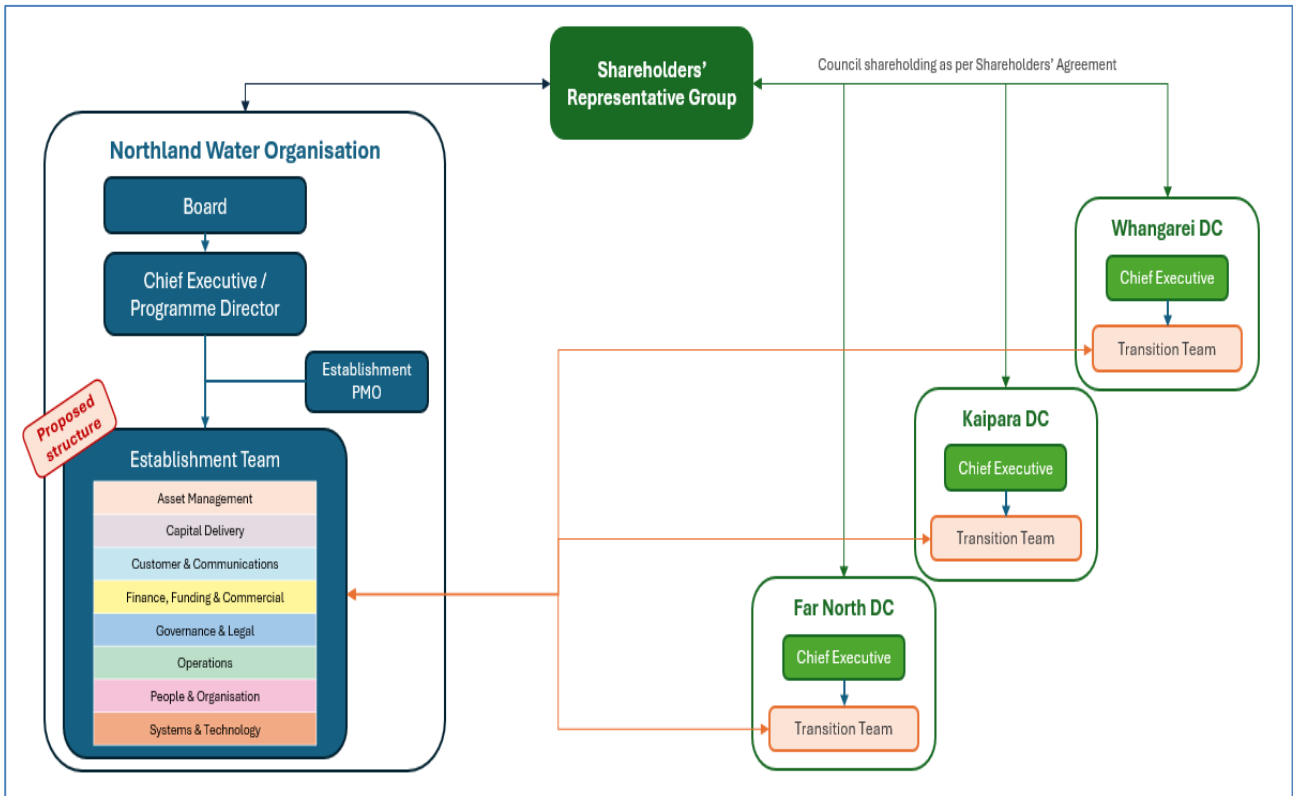 Shareholders'
Representative Group
Council shareholding as per Shareholders' Agreement
Northland Water Organisation
Board
Chief Executive /
Programme Director
Establishment
PMO
Proposed
structure
Establishment Team
Asset Management
Capital Delivery
Customer & Communications
Finance, Funding & Commercial
Governance & Legal
Operations
People & Organisation
Systems & Technology
Whangarei DC
Chief Executive
Transition Team
Kaipara DC
Chief Executive
Transition Team
Far North DC
Chief Executive
Transition Team